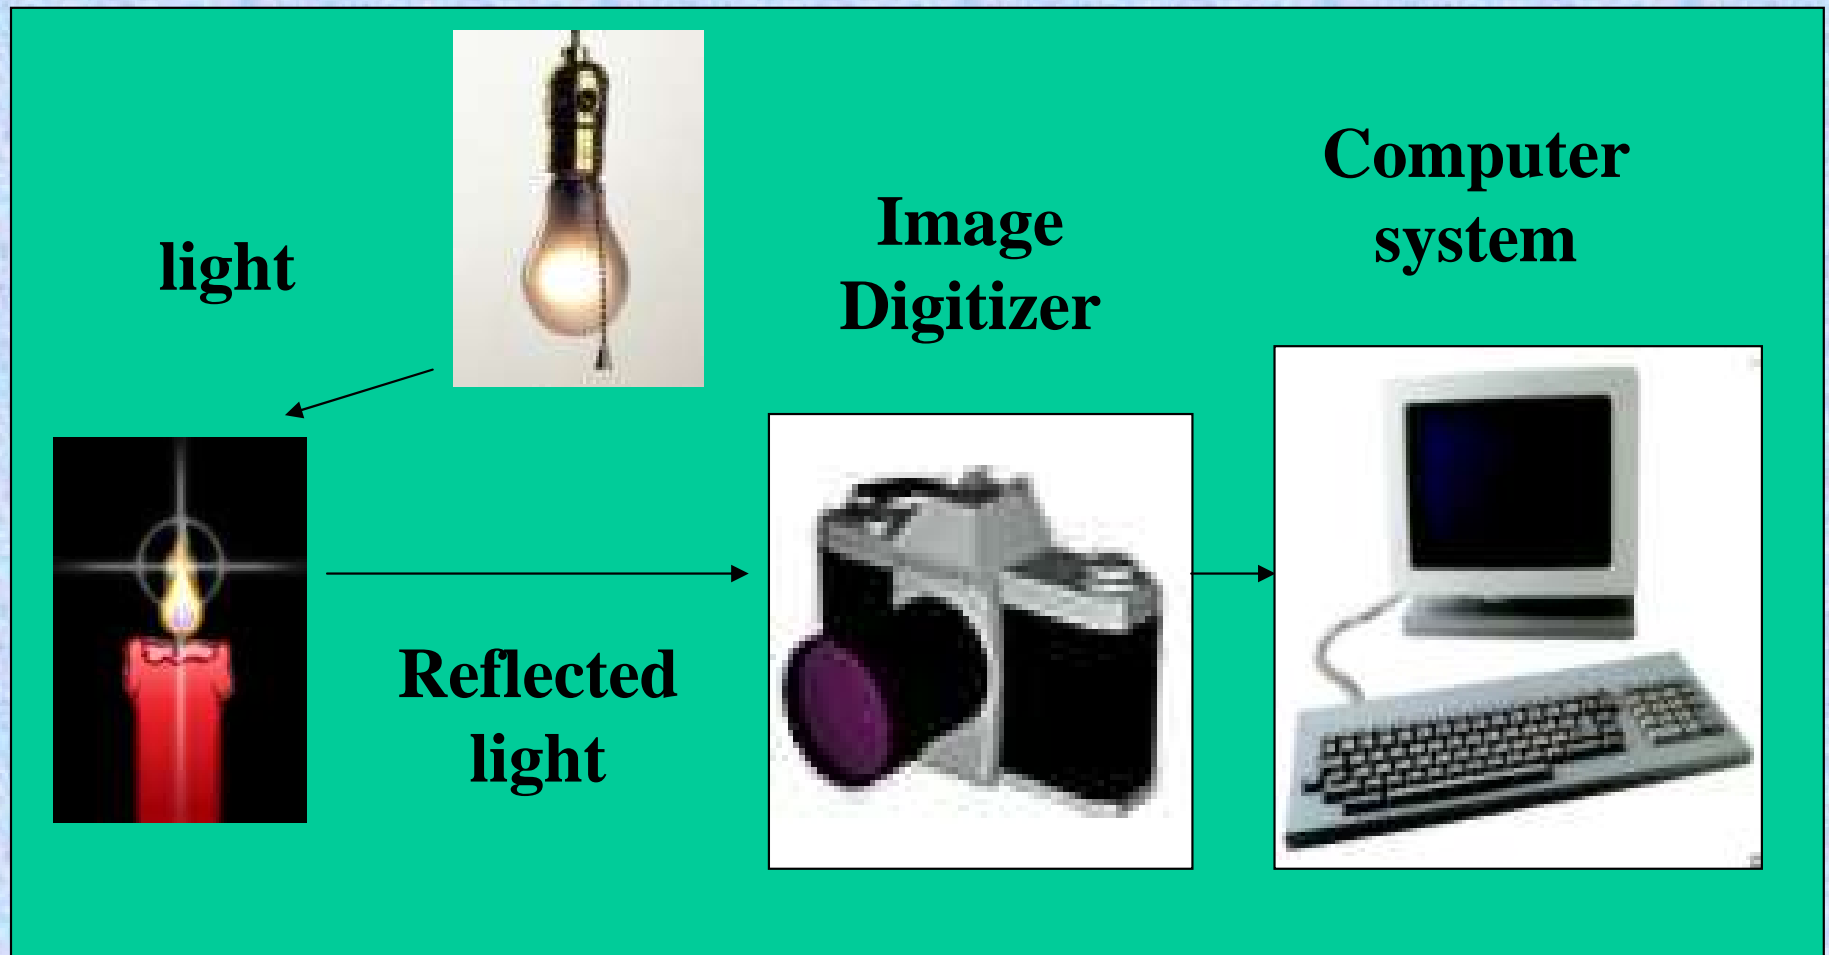 light
Image
Digitizer
Computer
system
Reflected
light